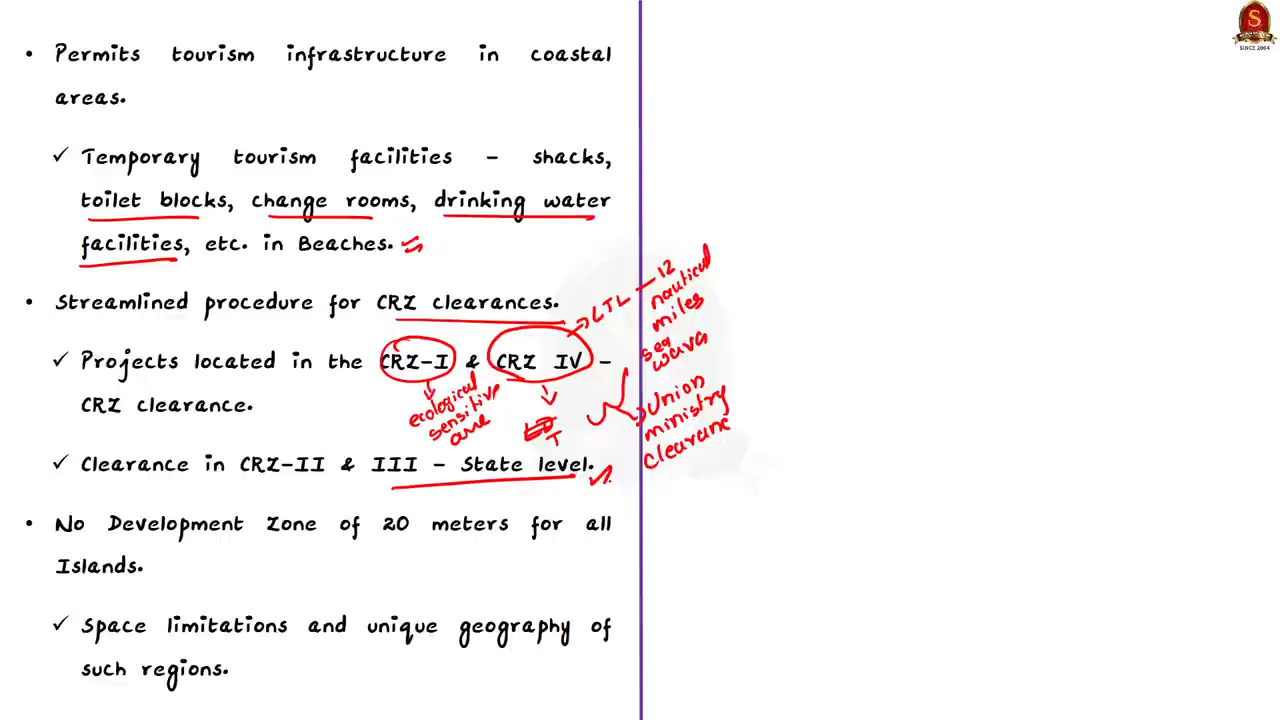 • Permits tourism infrastructure in coastal
areas.
✓ Temporary tourism facilities – shacks,
toilet blocks, change rooms, drinking water
facilities, etc. in Beaches.
• Streamlined procedure for CRZ clearances.
✓ Projects located in the CRZ-I & CRZ IV –
CRZ clearance.
✓ Clearance in CRZ-II & III – State level.
• No Development Zone of 20 meters for all
Islands.
✓ Space limitations and unique geography of
such regions.
LTL – 12
nautical
miles
sea
ecological
sensitive
T
Union
ministry
S
SINCE 2004